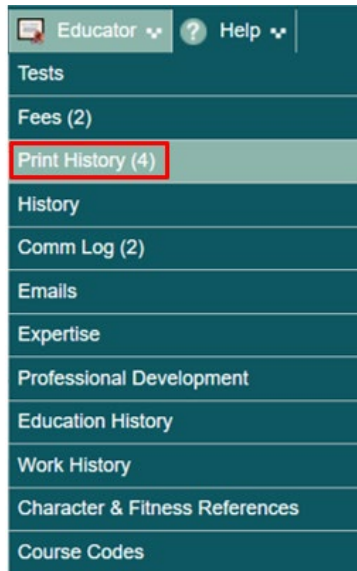 Educator ? Help
Tests
Fees (2)
Print History (4)
History
Comm Log (2)
Emails
Expertise
Professional Development
Education History
Work History
Character & Fitness References
Course Codes